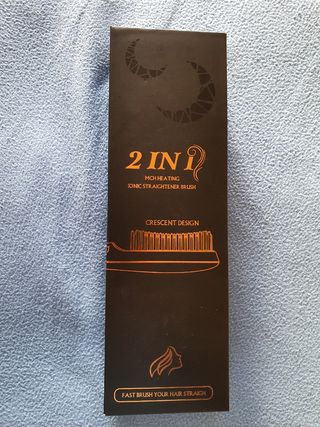 2 IN 1
MCH HEATING
IONIC STRAIGHTENER BRUSH
CRESCENT DESIGN
FAST BRUSH YOUR HAIR STRAIGH